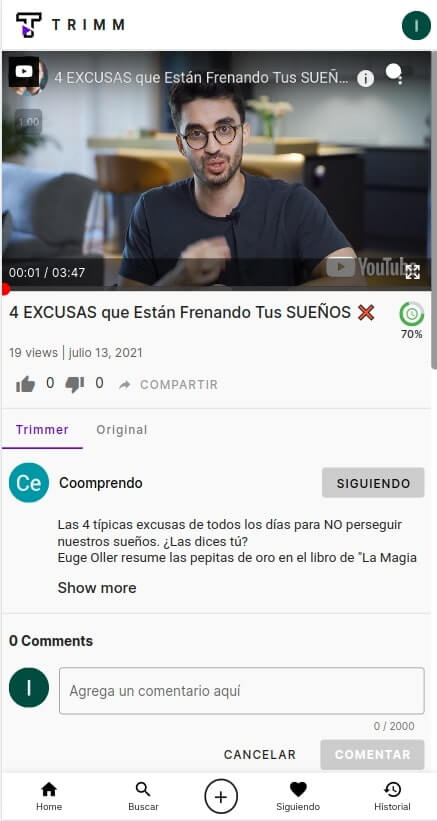 TRIMM
I
4 EXCUSAS que Están Frenando Tus SUEÑ...
1.00
YouTube
00:01 / 03:47
4 EXCUSAS que Están Frenando Tus SUEÑOS ❌
70%
19 views | julio 13, 2021
0 0 COMPARTIR
Trimmer Original
Ce Coomprendo SIGUIENDO
Las 4 típicas excusas de todos los días para NO perseguir
nuestros sueños. ¿Las dices tú?
Euge Oller resume las pepitas de oro en el libro de "La Magia
Show more
0 Comments
I Agrega un comentario aquí
0 / 2000
CANCELAR COMENTAR
Home Buscar Siguiendo Historial